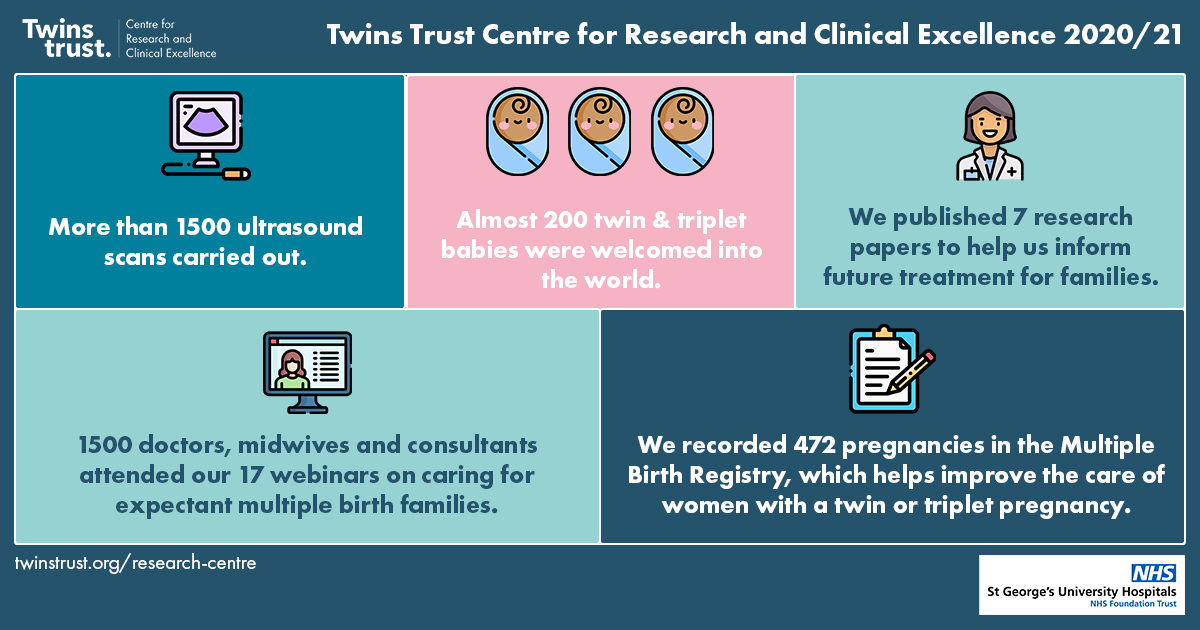 Twins
trust.
Centre for
Research and
Clinical Excellence
Twins Trust Centre for Research and Clinical Excellence 2020/21
More than 1500 ultrasound
scans carried out.
Almost 200 twin & triplet
babies were welcomed into
the world.
We published 7 research
papers to help us inform
future treatment for families.
1500 doctors, midwives and consultants
attended our 17 webinars on caring for
expectant multiple birth families.
We recorded 472 pregnancies in the Multiple
Birth Registry, which helps improve the care of
women with a twin or triplet pregnancy.
twinstrust.org/research-centre
NHS
St George's University Hospitals
NHS Foundation Trust